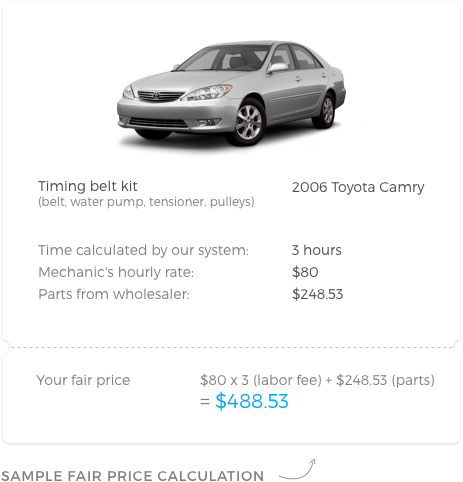 Timing belt kit
(belt, water pump, tensioner, pulleys)
2006 Toyota Camry
Time calculated by our system: 3 hours
Mechanic's hourly rate: $80
Parts from wholesaler: $248.53
Your fair price $80 x 3 (labor fee) + $248.53 (parts)
= $488.53
SAMPLE FAIR PRICE CALCULATION